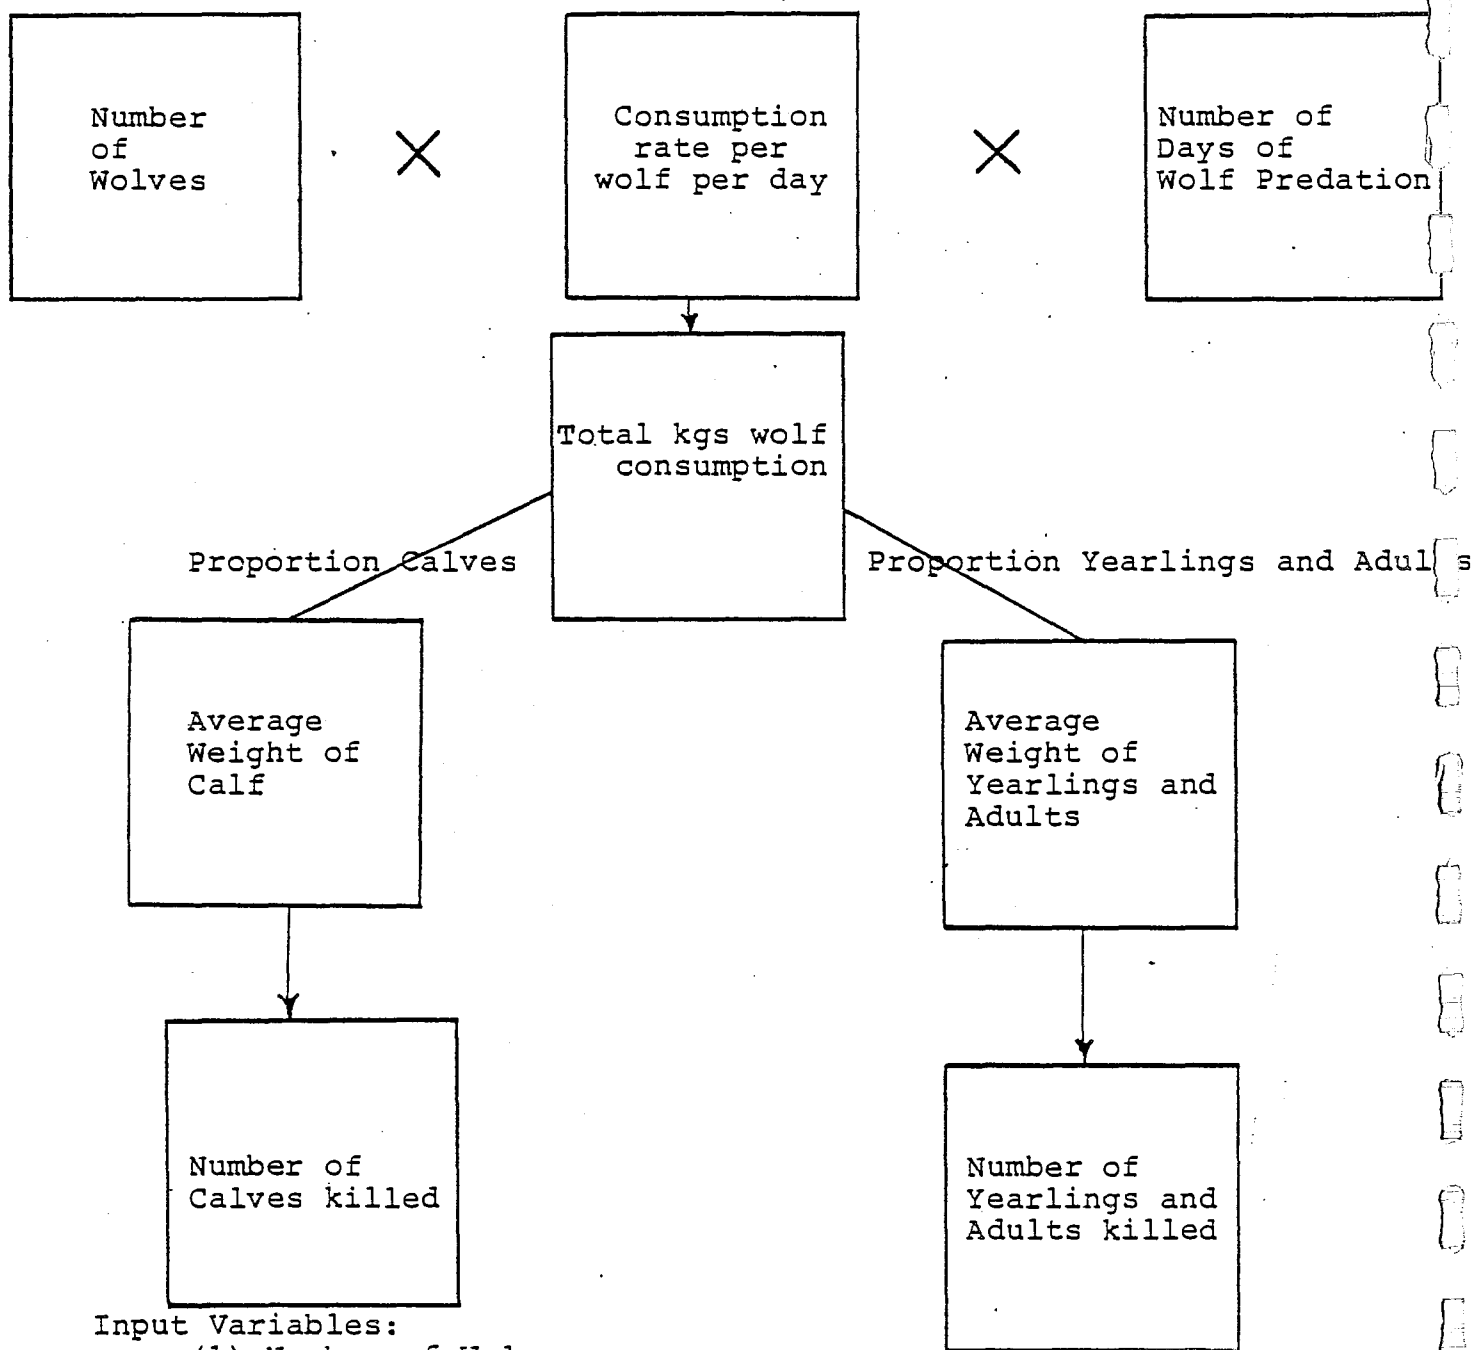 Number
of
Wolves
Consumption
rate per
wolf per day
Number of
Days of
Wolf Predation
Total kgs wolf
consumption
Proportion Calves
Proportion Yearlings and Adul s
Average
Weight of
Calf
Average
Weight of
Yearlings and
Adults
Number of
Calves killed
Number of
Yearlings and
Adults killed
Input Variables: